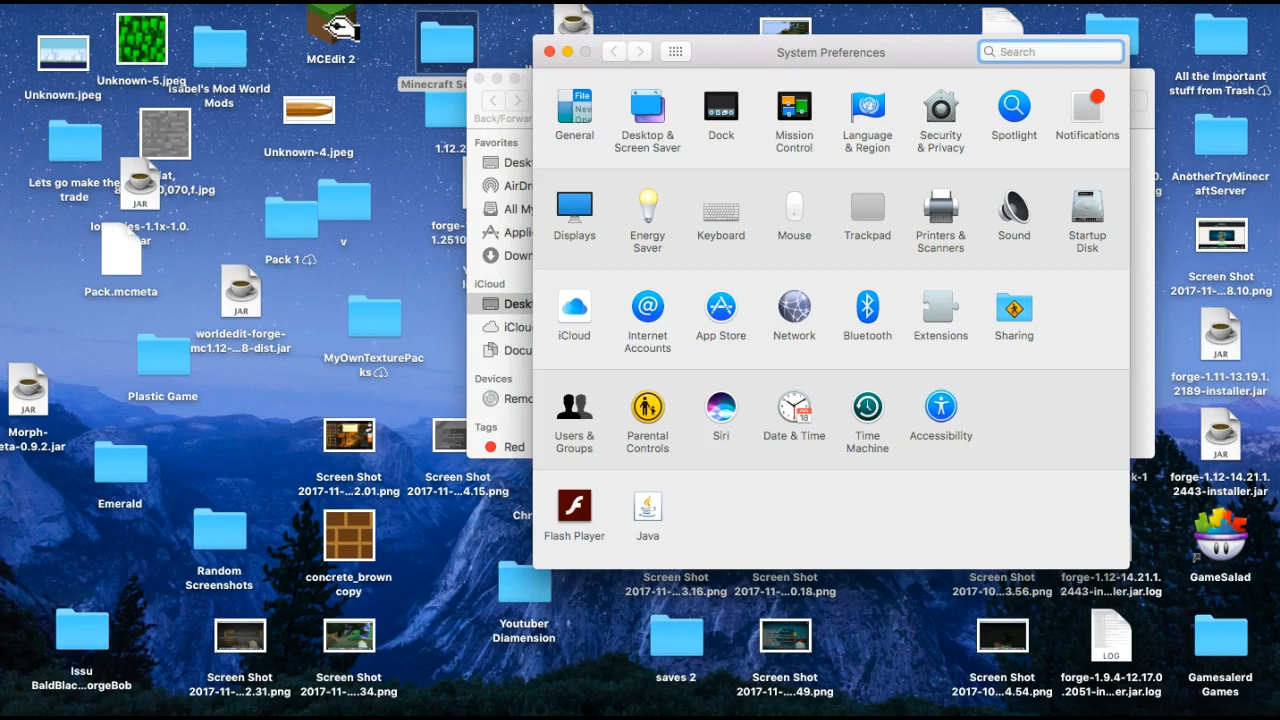 Unknown.jpeg
Unknown-5.jpeg
Isabel's Mod World
Mods
MCEdit 2
Minecraft Se
Unknown-4.jpeg
Lets go make the
trade
JAR
Pack 1
v
Pack.mcmeta
JAR
worldedit-forge-
mc1.12-...8-dist.jar
MyOwnTexturePac
ks
Plastic Game
JAR
Morph-
eta-0.9.2.jar
Emerald
Screen Shot
2017-11-...2.01.png
Screen Shot
2017-11-...4.15.png
Random
Screenshots
concrete_brown
copy
Chr
Youtuber
Diamension
Issu
BaldBlac...orgeBob
Screen Shot
2017-11-...2.31.png
Screen Shot
2017-11-....34.png
1.12.2
forge-
1.2510
Back/Forwar
Favorites
Deskt
AirDr
All My
Appli
Down
iCloud
Desk
iClou
Docu
Devices
Remo
Tags
Red
System Preferences
Search
General
File
New
Desktop &
Screen Saver
Dock
Mission
Control
Language
& Region
Security
& Privacy
Spotlight
Notifications
Displays
Energy
Saver
Keyboard
Mouse
Trackpad
Printers &
Scanners
Sound
Startup
Disk
iCloud
Internet
Accounts
App Store
Network
Bluetooth
Extensions
Sharing
Users &
Groups
Parental
Controls
Siri
JUL
18
Date & Time
Time
Machine
Accessibility
Flash Player
Java
Screen Shot
2017-11-...3.16.png
Screen Shot
2017-11-...0.18.png
Screen Shot
2017-10...3.56.png
forge-1.12-14.21.1.
2443-in...ler.jar.log
saves 2
Screen Shot
2017-11-....49.png
Screen Shot
2017-10...4.54.png
LOG
forge-1.9.4-12.17.0
.2051-in...er.jar.log
All the Important
stuff from Trash
AnotherTryMinecr
aftServer
Screen Shot
2017-11-...8.10.png
JAR
forge-1.11-13.19.1.
2189-installer.jar
JAR
forge-1.12-14.21.1.
2443-installer.jar
GameSalad
Gamesalerd
Games